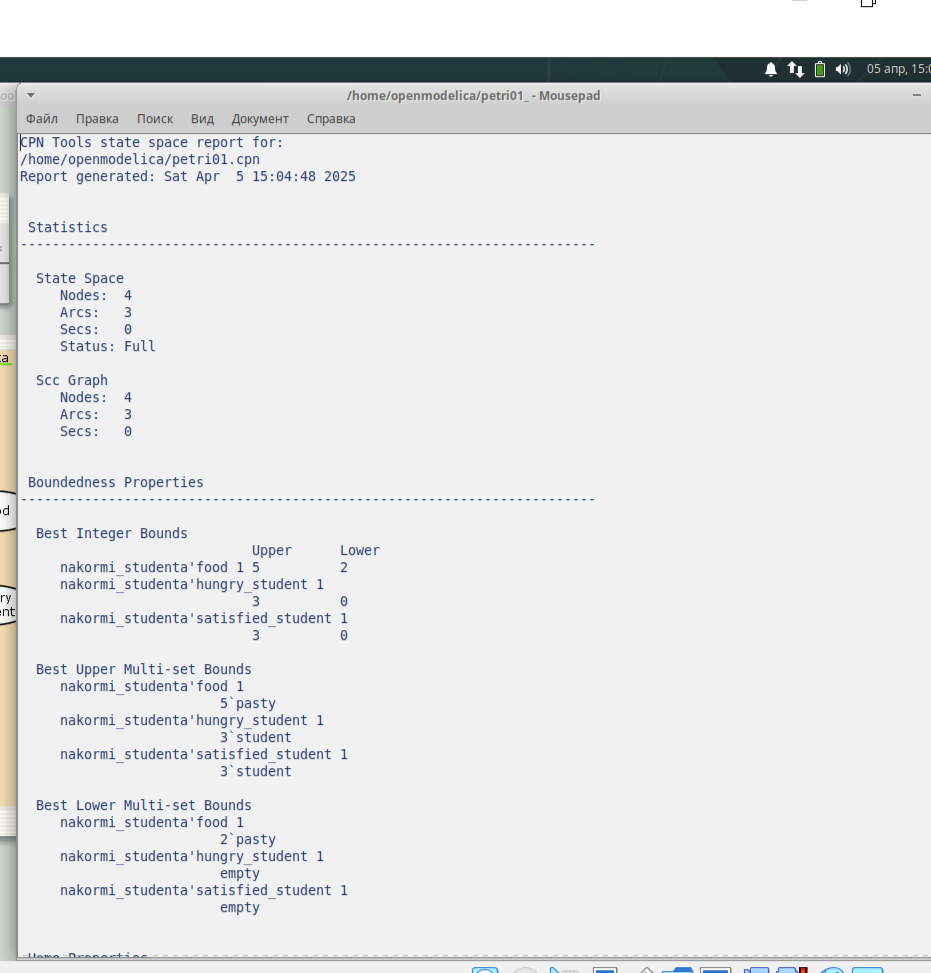 05 апр, 15:0
/home/openmodelica/petri01_ - Mousepad
Файл Правка Поиск Вид Документ Справка
CPN Tools state space report for:
/home/openmodelica/petri01.cpn
Report generated: Sat Apr  5 15:04:48 2025
Statistics
------------------------------------------------------------------------
State Space
Nodes:  4
Arcs:   3
Secs:   0
Status: Full
Scc Graph
Nodes:  4
Arcs:   3
Secs:   0
Boundedness Properties
------------------------------------------------------------------------
Best Integer Bounds
Upper      Lower
nakormi_studenta'food 1 5          2
nakormi_studenta'hungry_student 1
3          0
nakormi_studenta'satisfied_student 1
3          0
Best Upper Multi-set Bounds
nakormi_studenta'food 1
5`pasty
nakormi_studenta'hungry_student 1
3`student
nakormi_studenta'satisfied_student 1
3`student
Best Lower Multi-set Bounds
nakormi_studenta'food 1
2`pasty
nakormi_studenta'hungry_student 1
empty
nakormi_studenta'satisfied_student 1
empty
Home Properties